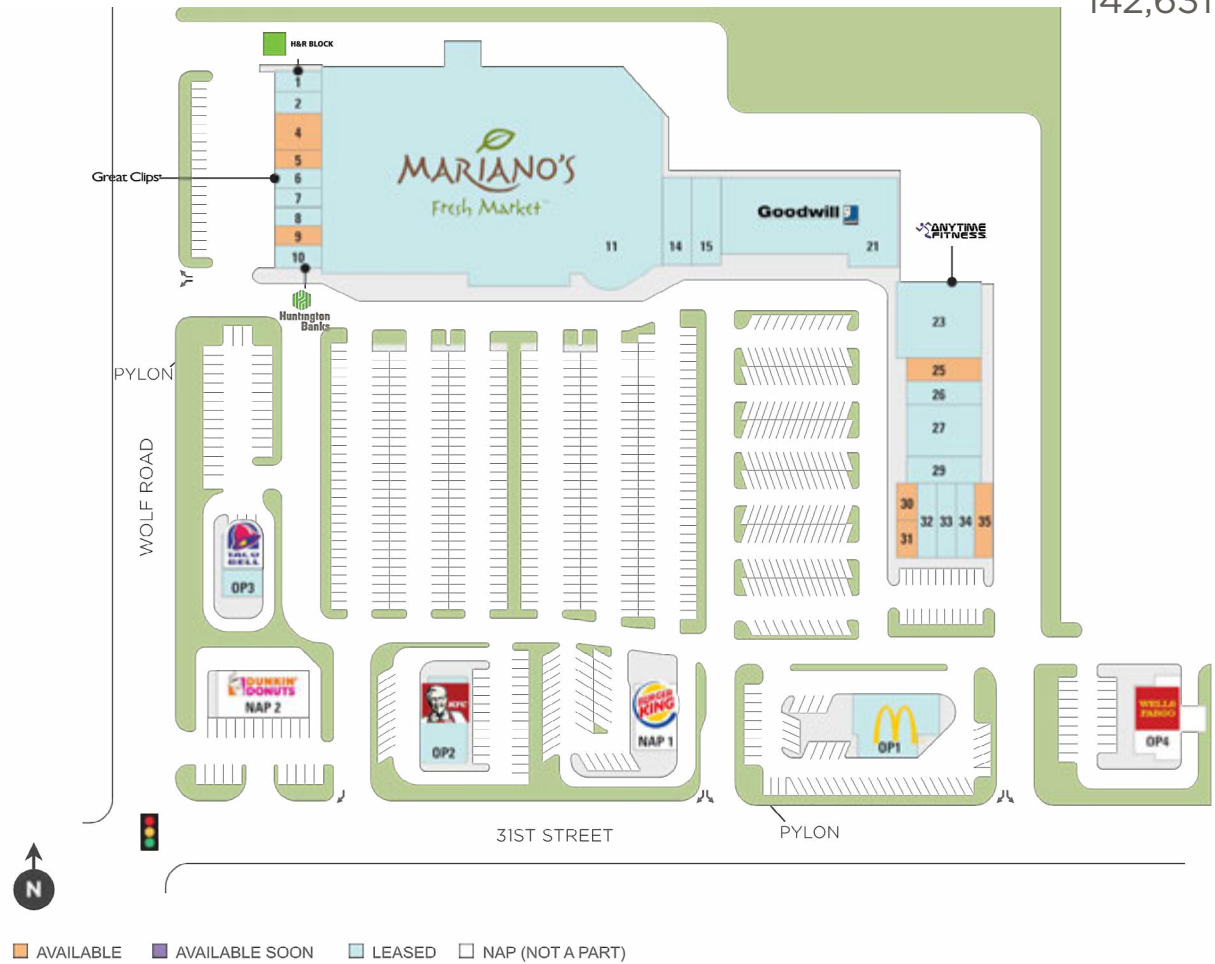 142,631
H&R BLOCK
1
2
4
5
Great Clips
6
7
8
9
10
MARIANO'S
Fresh Market
11
14
15
Goodwill
21
ANYTIME
FITNESS
23
25
26
27
29
30
31
32
33
34
35
Huntington
Banks
PYLON
WOLF ROAD
TACO
BELL
OP3
DUNKIN'
DONUTS
NAP 2
KFC
OP2
BURGER
KING
NAP 1
OP1
WELLS
FARGO
OP4
31ST STREET
PYLON
N
AVAILABLE
AVAILABLE SOON
LEASED
NAP (NOT A PART)